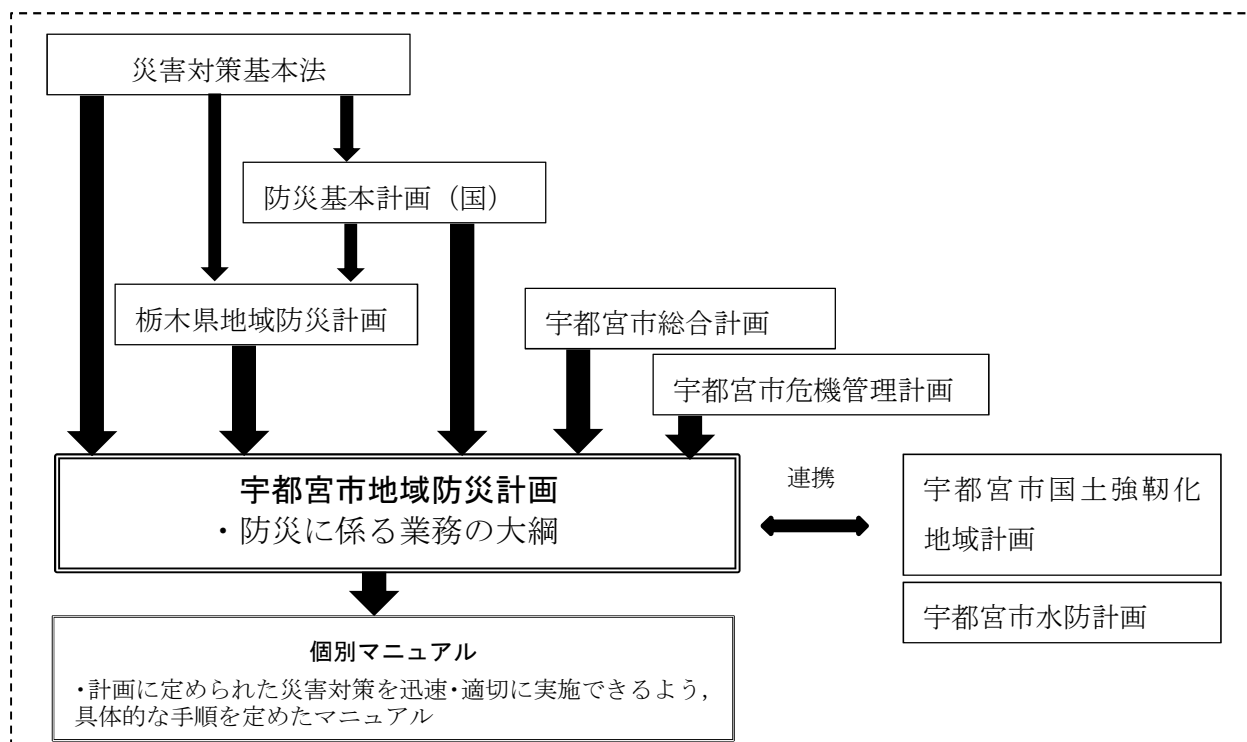 災害対策基本法
防災基本計画（国）
栃木県地域防災計画
宇都宮市総合計画
宇都宮市危機管理計画
宇都宮市地域防災計画
・防災に係る業務の大綱
連携
宇都宮市国土強靭化
地域計画
宇都宮市水防計画
個別マニュアル
・計画に定められた災害対策を迅速・適切に実施できるよう，
具体的な手順を定めたマニュアル